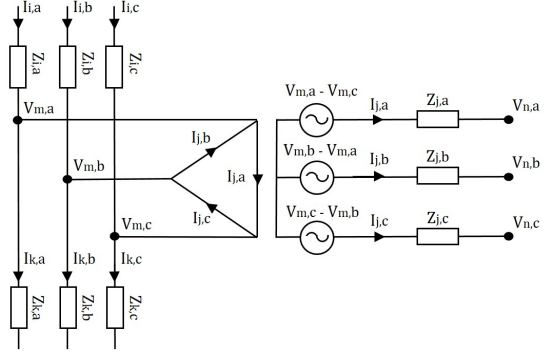 Ii,a Ii,b Ii,c
Zi,a Zi,b Zi,c
Vm,a
Vm,b
Vm,c
Ij,b
Ij,a
Ij,c
Ik,a Ik,b Ik,c
Zk,a Zk,b Zk,c
Vm,a - Vm,c
Ij,a Zj,a Vn,a
Vm,b - Vm,a
Ij,b Zj,b Vn,b
Vm,c - Vm,b
Ij,c Zj,c Vn,c